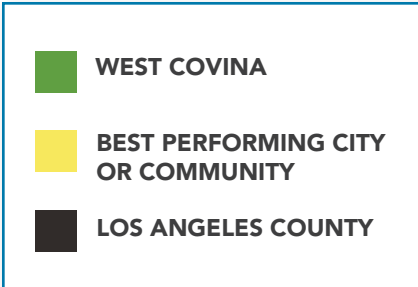 WEST COVINA
BEST PERFORMING CITY
OR COMMUNITY
LOS ANGELES COUNTY